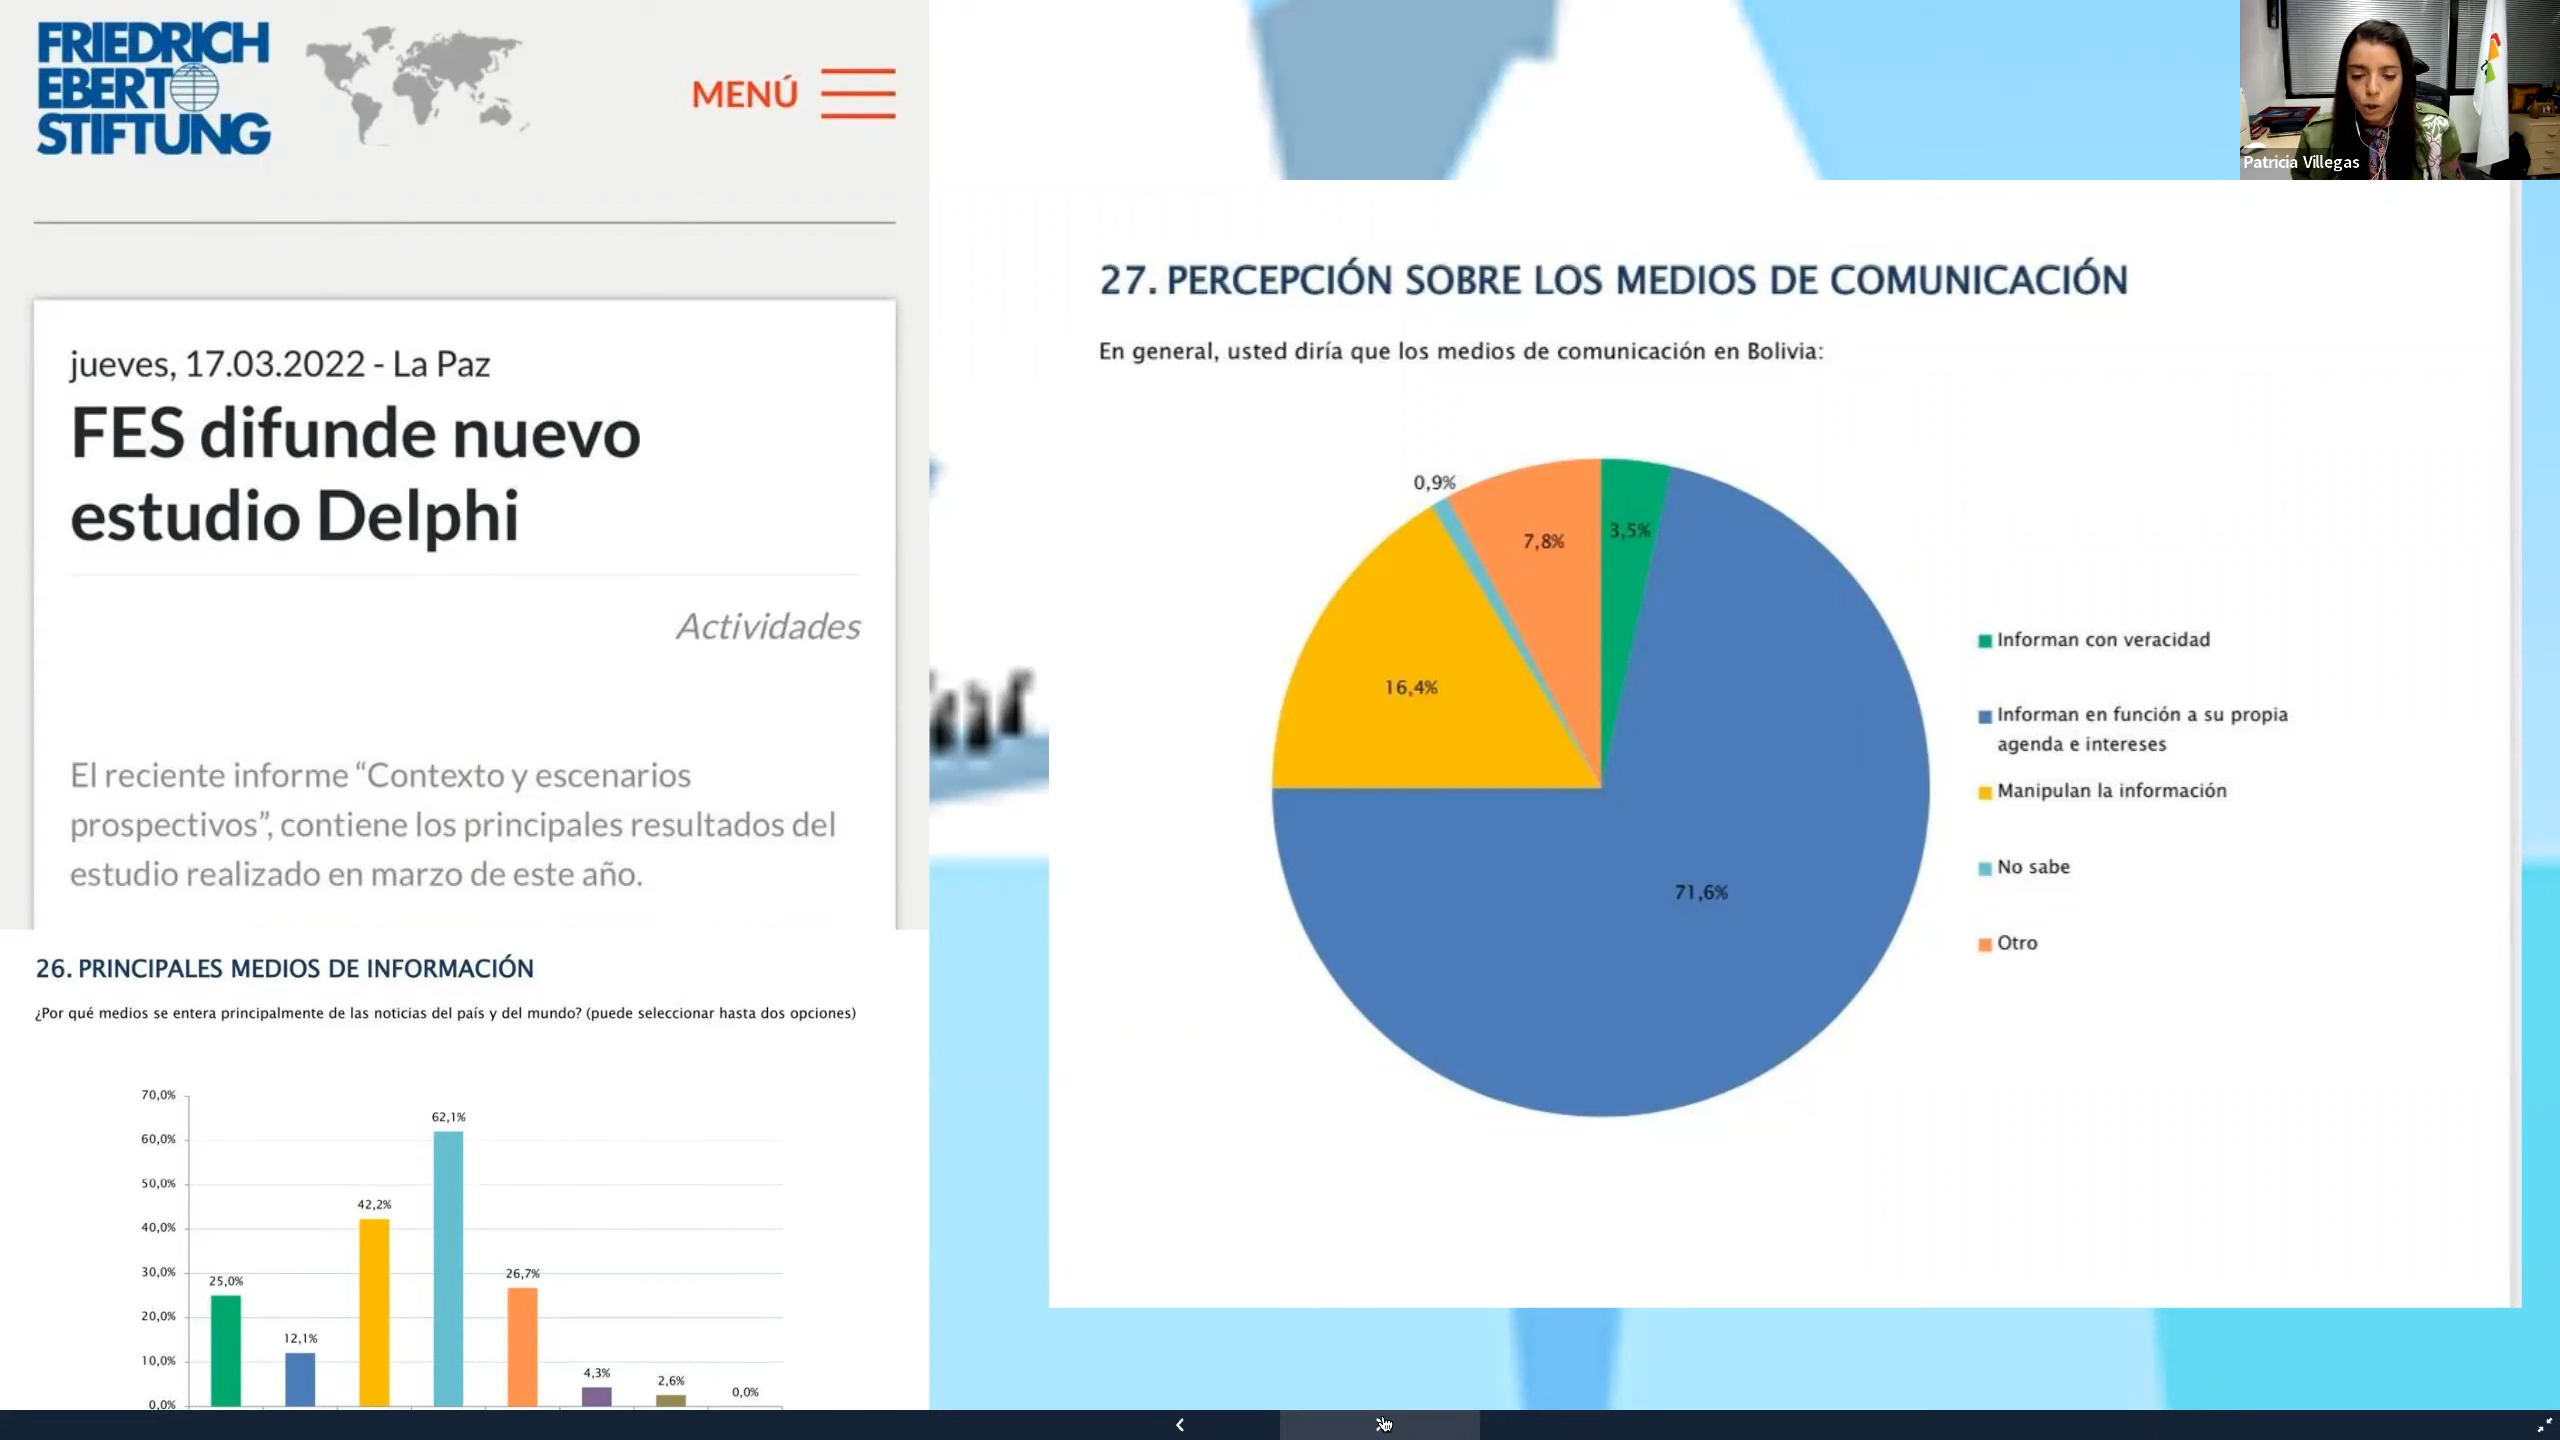 FRIEDRICH
EBERT
STIFTUNG
MENÚ
jueves, 17.03.2022 - La Paz
FES difunde nuevo
estudio Delphi
Actividades
El reciente informe “Contexto y escenarios
prospectivos”, contiene los principales resultados del
estudio realizado en marzo de este año.
26. PRINCIPALES MEDIOS DE INFORMACIÓN
¿Por qué medios se entera principalmente de las noticias del país y del mundo? (puede seleccionar hasta dos opciones)
70,0%
60,0%
50,0%
40,0%
30,0%
20,0%
10,0%
0,0%
25,0%
12,1%
42,2%
62,1%
26,7%
4,3%
2,6%
0,0%
Patricia Villegas
27. PERCEPCIÓN SOBRE LOS MEDIOS DE COMUNICACIÓN
En general, usted diría que los medios de comunicación en Bolivia:
0,9%
7,8%
3,5%
16,4%
71,6%
Informan con veracidad
Informan en función a su propia
agenda e intereses
Manipulan la información
No sabe
Otro